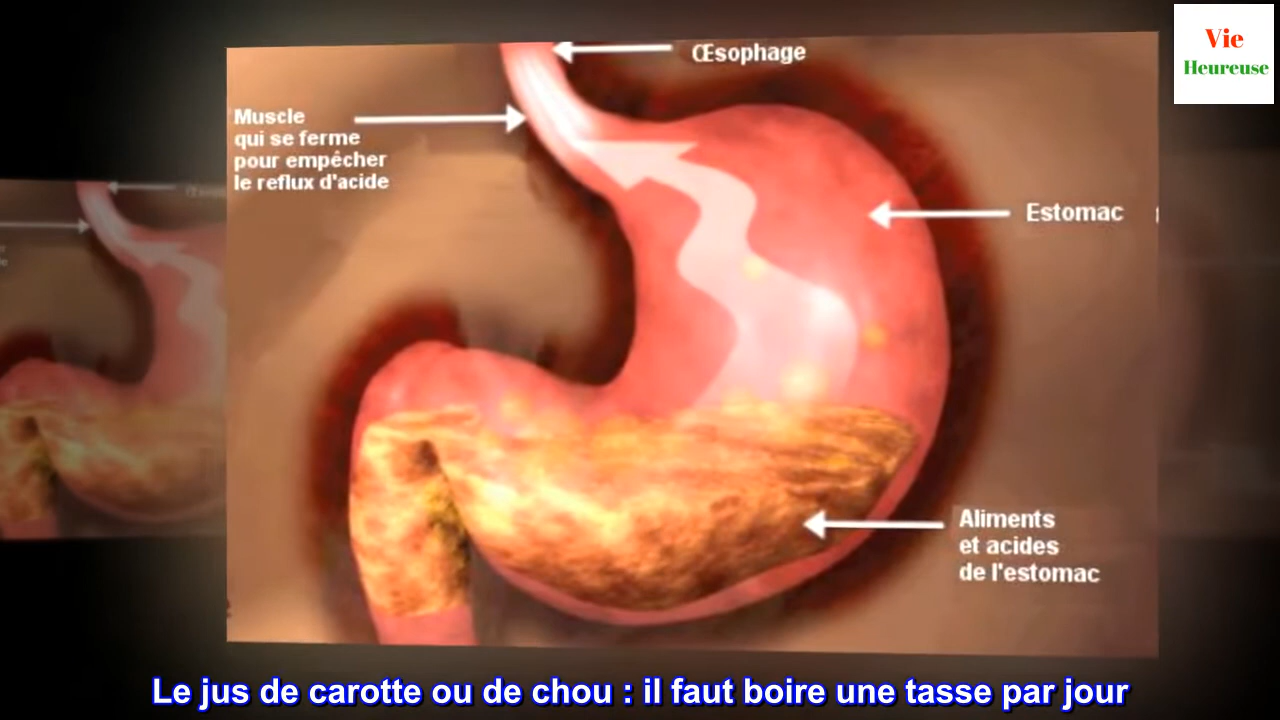 Vie
Heureuse
Œsophage
Muscle
qui se ferme
pour empêcher
le reflux d'acide
Estomac
Aliments
et acides
de l'estomac
Le jus de carotte ou de chou : il faut boire une tasse par jour